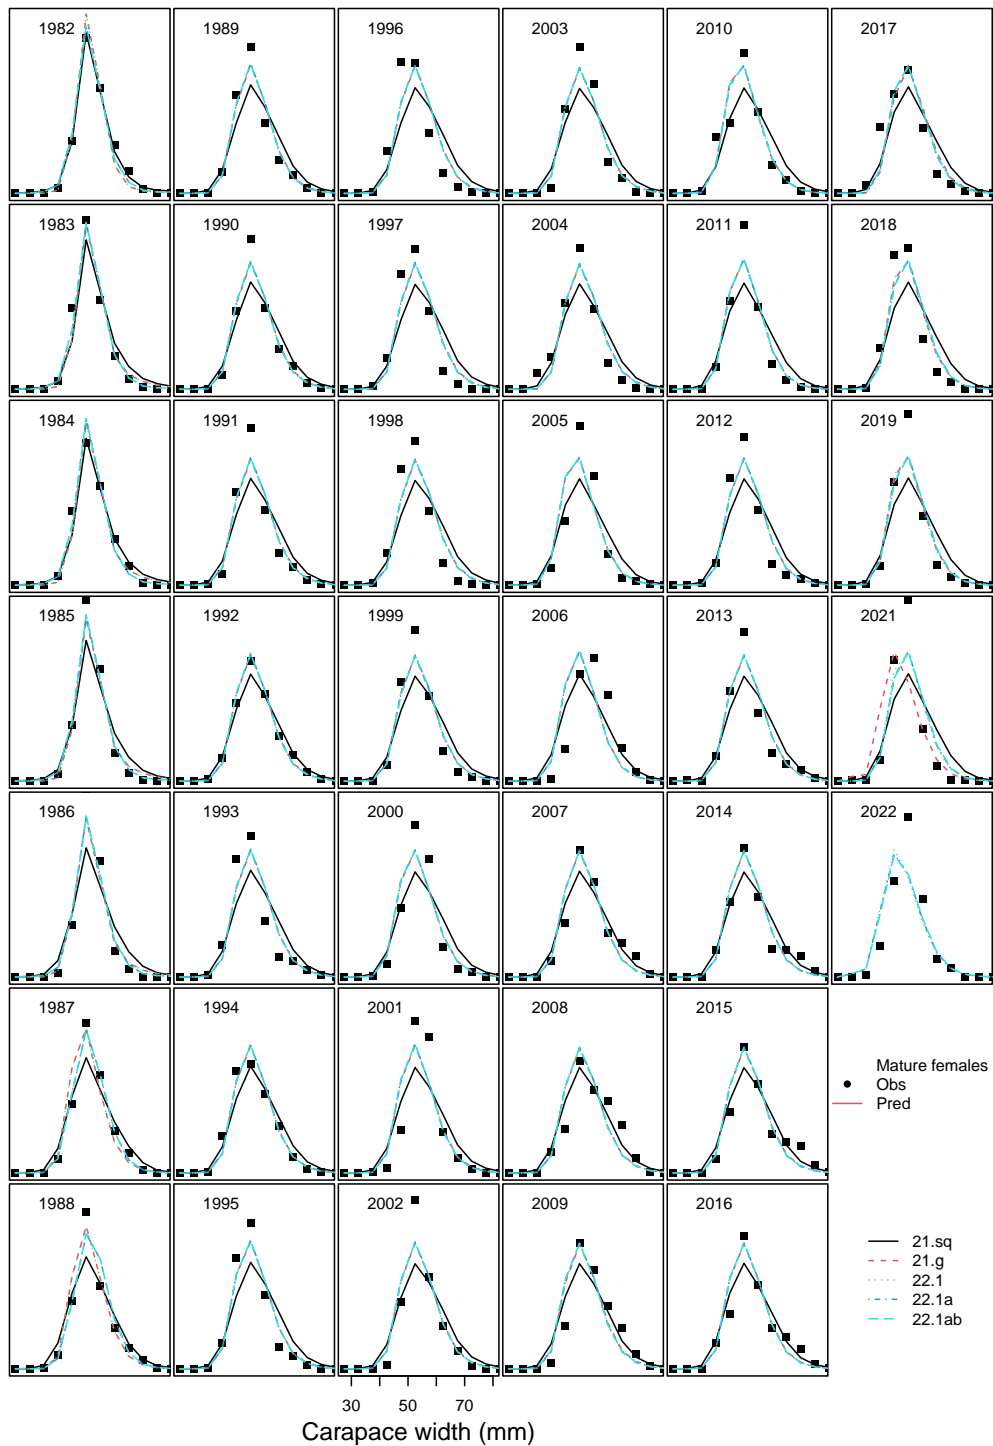 1982 1989 1996 2003 2010 2017
1983 1990 1997 2004 2011 2018
1984 1991 1998 2005 2012 2019
1985 1992 1999 2006 2013 2021
1986 1993 2000 2007 2014 2022
1987 1994 2001 2008 2015
Mature females
Obs
Pred
1988 1995 2002 2009 2016
21.sq
21.g
22.1
22.1a
22.1ab
30 50 70
Carapace width (mm)